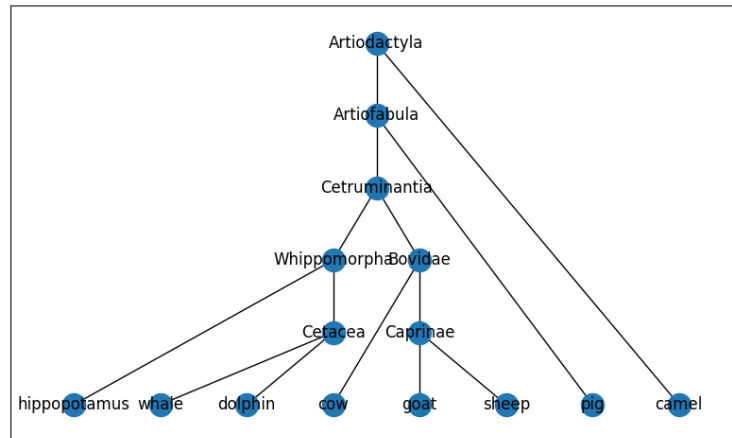 Artiodactyla
Artiofabula
Cetruminantia
Whippomorpha Bovidae
Cetacea Caprinae
hippopotamus whale dolphin cow goat sheep pig camel